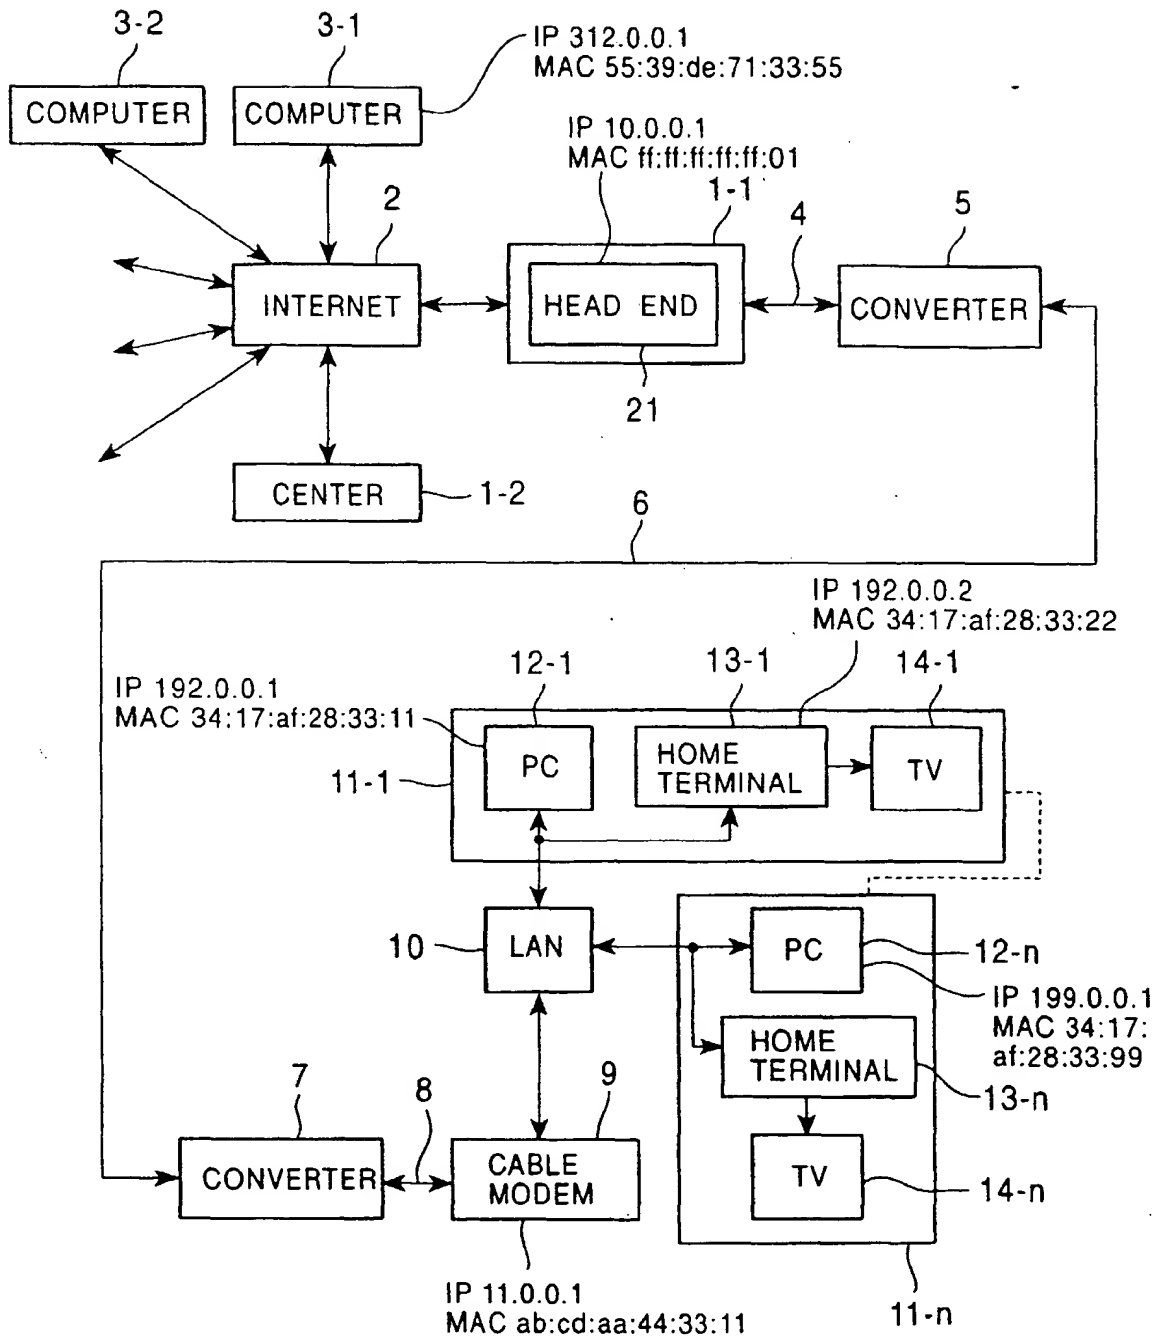 3-2
3-1
IP 312.0.0.1
MAC 55:39:de:71:33:55
COMPUTER
COMPUTER
IP 10.0.0.1
MAC ff:ff:ff:ff:ff:01
1-1
2
4
5
INTERNET
HEAD END
CONVERTER
21
CENTER
1-2
6
IP 192.0.0.2
MAC 34:17:af:28:33:22
12-1
13-1
14-1
IP 192.0.0.1
MAC 34:17:af:28:33:11
11-1
PC
HOME
TERMINAL
TV
10
LAN
PC
12-n
IP 199.0.0.1
MAC 34:17:
af:28:33:99
HOME
TERMINAL
13-n
7
8
9
CONVERTER
CABLE
MODEM
TV
14-n
IP 11.0.0.1
MAC ab:cd:aa:44:33:11
11-n